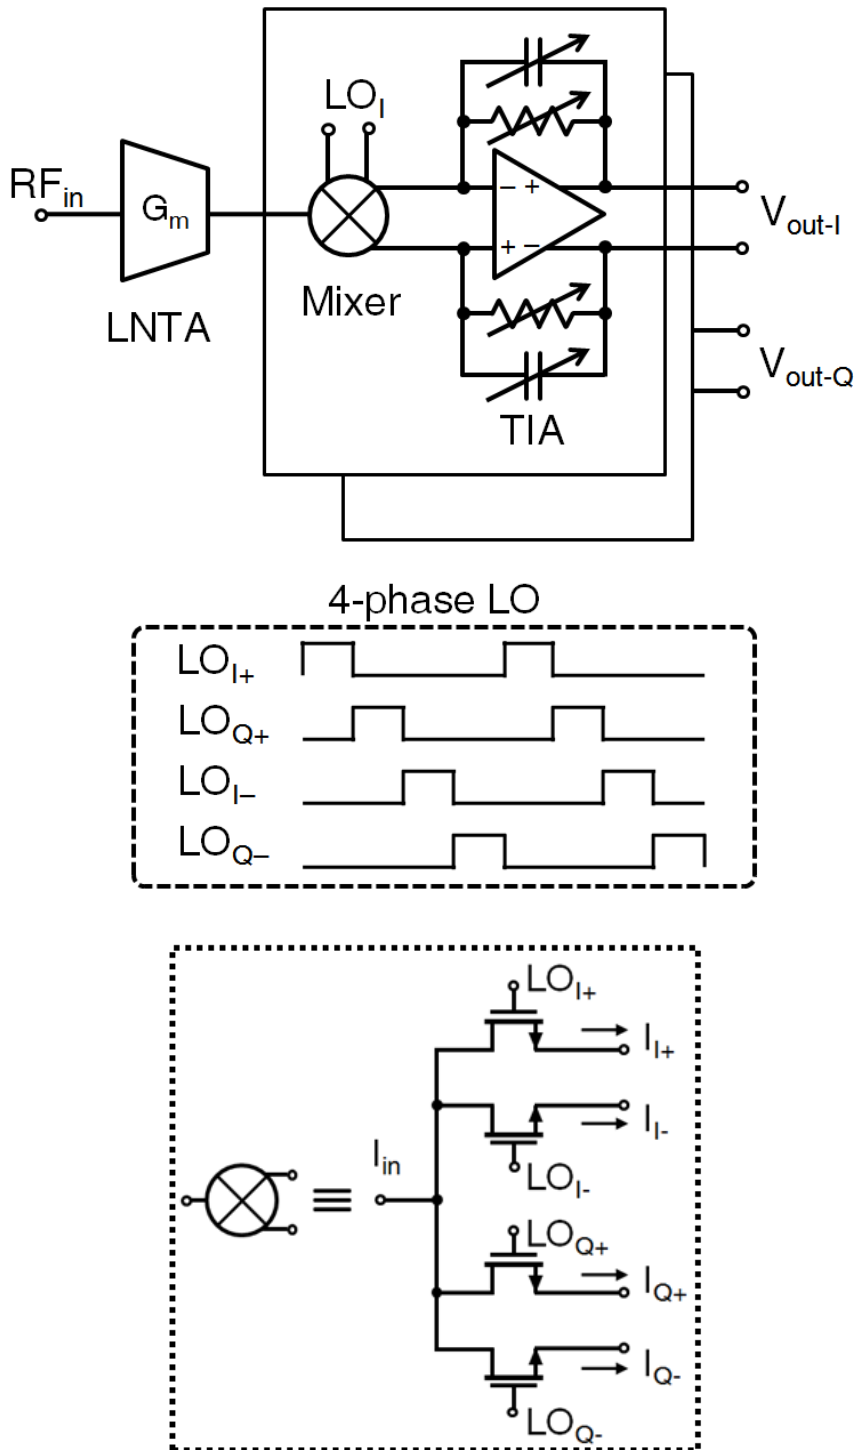 LO_I
RF_in
G_m
– +
+ –
V_out-I
Mixer
LNTA
V_out-Q
TIA
4-phase LO
LO_I+
LO_Q+
LO_I–
LO_Q–
LO_I+
I_I+
I_I-
I_in
LO_I-
LO_Q+
I_Q+
I_Q-
LO_Q-